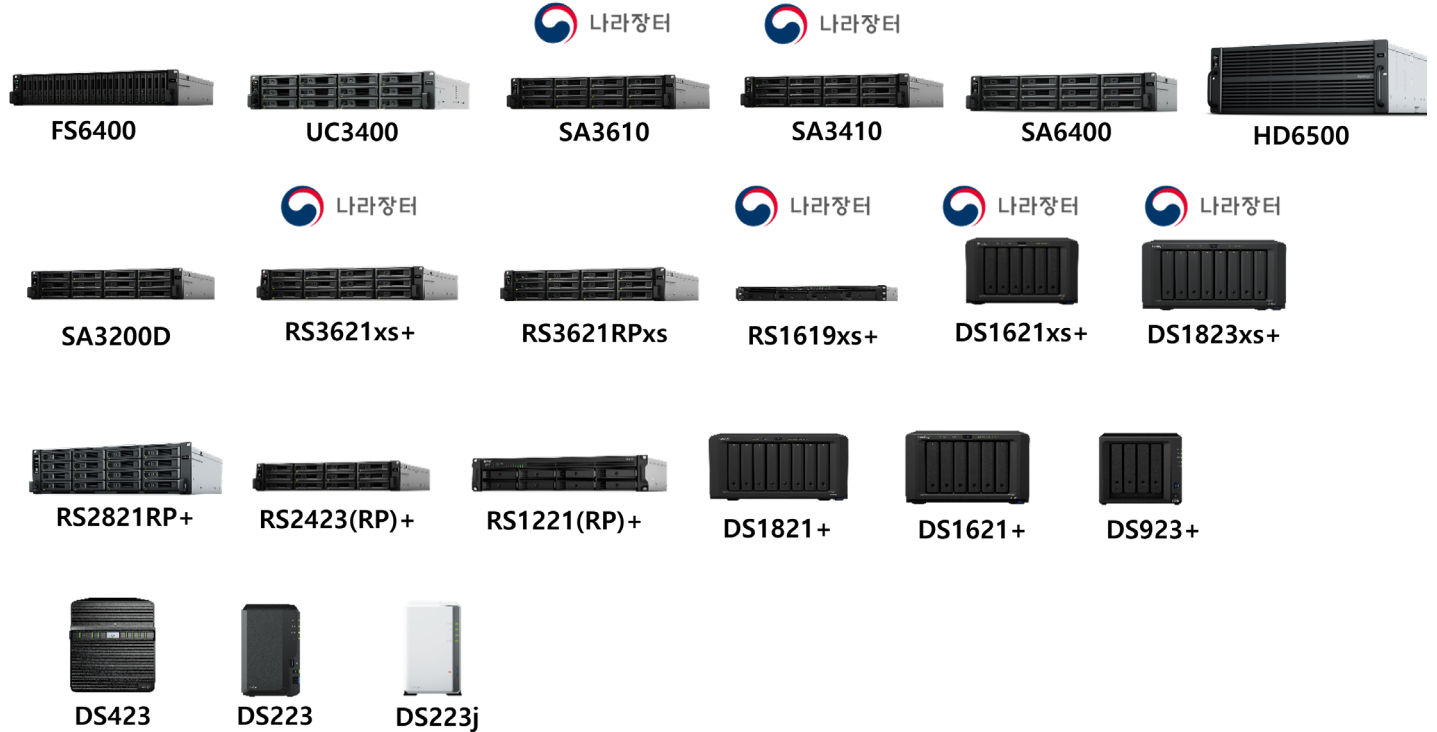 나라장터 나라장터
FS6400 UC3400 SA3610 SA3410 SA6400 HD6500
나라장터 나라장터 나라장터 나라장터
SA3200D RS3621xs+ RS3621RPxs RS1619xs+ DS1621xs+ DS1823xs+
RS2821RP+ RS2423(RP)+ RS1221(RP)+ DS1821+ DS1621+ DS923+
DS423 DS223 DS223j